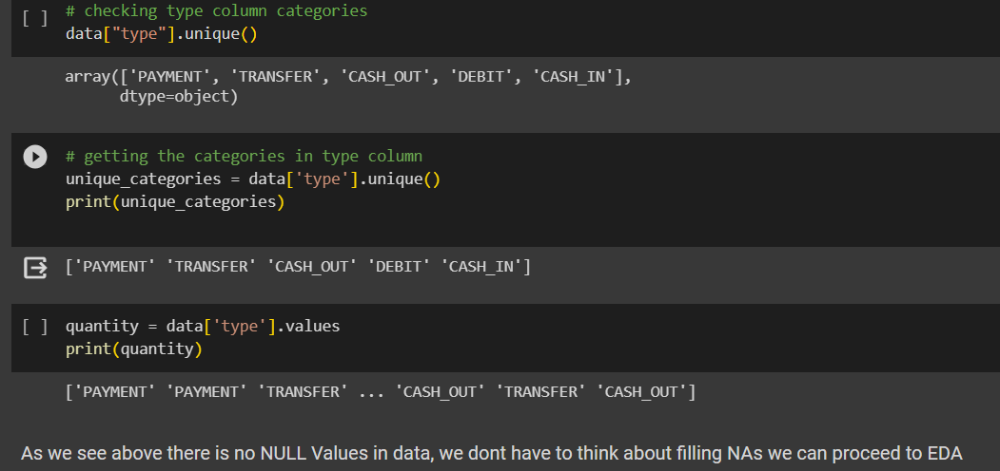 [ ] # checking type column categories
data["type"].unique()
array(['PAYMENT', 'TRANSFER', 'CASH_OUT', 'DEBIT', 'CASH_IN'],
dtype=object)
# getting the categories in type column
unique_categories = data['type'].unique()
print(unique_categories)
['PAYMENT' 'TRANSFER' 'CASH_OUT' 'DEBIT' 'CASH_IN']
[ ] quantity = data['type'].values
print(quantity)
['PAYMENT' 'PAYMENT' 'TRANSFER' ... 'CASH_OUT' 'TRANSFER' 'CASH_OUT']
As we see above there is no NULL Values in data, we dont have to think about filling NAs we can proceed to EDA